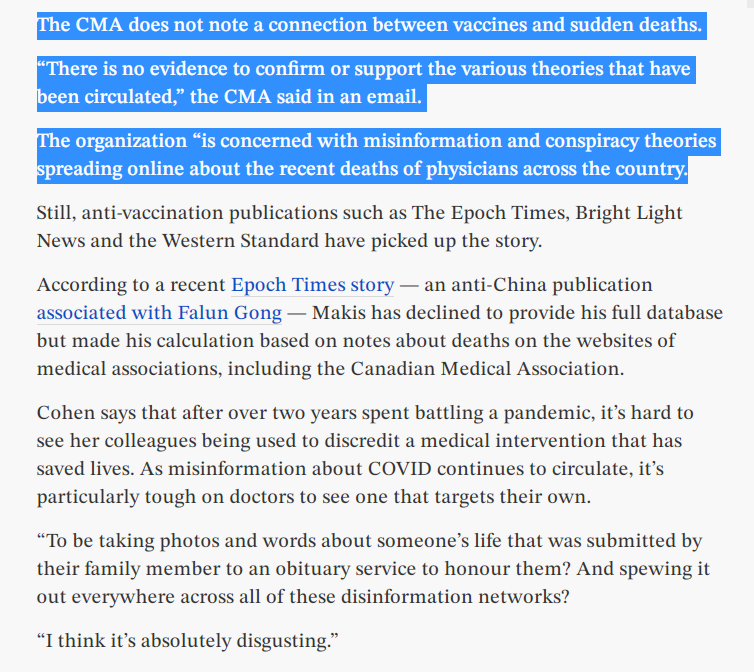 The CMA does not note a connection between vaccines and sudden deaths.
“There is no evidence to confirm or support the various theories that have
been circulated,” the CMA said in an email.
The organization “is concerned with misinformation and conspiracy theories
spreading online about the recent deaths of physicians across the country.
Still, anti-vaccination publications such as The Epoch Times, Bright Light
News and the Western Standard have picked up the story.
According to a recent Epoch Times story — an anti-China publication
associated with Falun Gong — Makis has declined to provide his full database
but made his calculation based on notes about deaths on the websites of
medical associations, including the Canadian Medical Association.
Cohen says that after over two years spent battling a pandemic, it’s hard to
see her colleagues being used to discredit a medical intervention that has
saved lives. As misinformation about COVID continues to circulate, it’s
particularly tough on doctors to see one that targets their own.
“To be taking photos and words about someone’s life that was submitted by
their family member to an obituary service to honour them? And spewing it
out everywhere across all of these disinformation networks?
“I think it’s absolutely disgusting.”